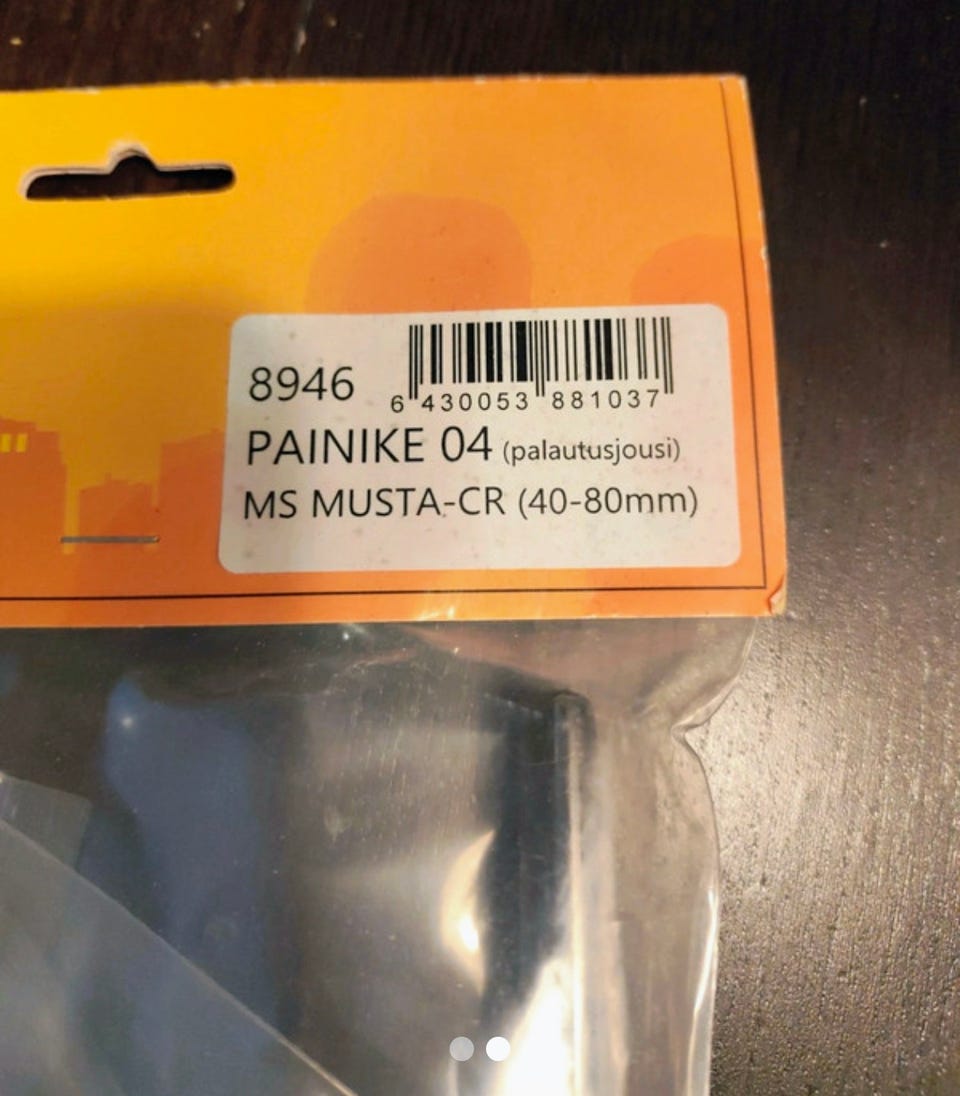 8946
6 430053 881037
PAINIKE 04 (palautusjousi)
MS MUSTA-CR (40-80mm)